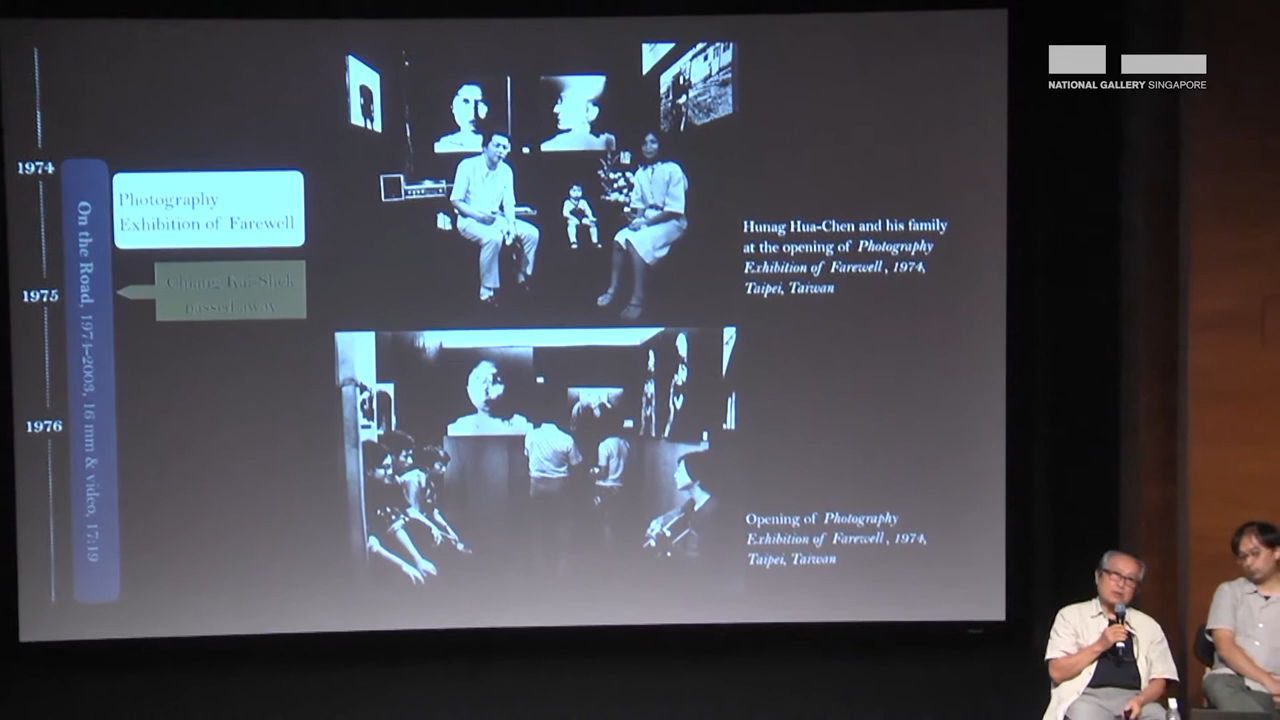 NATIONAL GALLERY SINGAPORE
1974
1975
1976
On the Road, 1974-2003, 16 mm & video, 17:19
Photography
Exhibition of Farewell
Chiang Kai-Shek
passed away
Hunag Hua-Chen and his family
at the opening of Photography
Exhibition of Farewell, 1974,
Taipei, Taiwan
Opening of Photography
Exhibition of Farewell, 1974,
Taipei, Taiwan